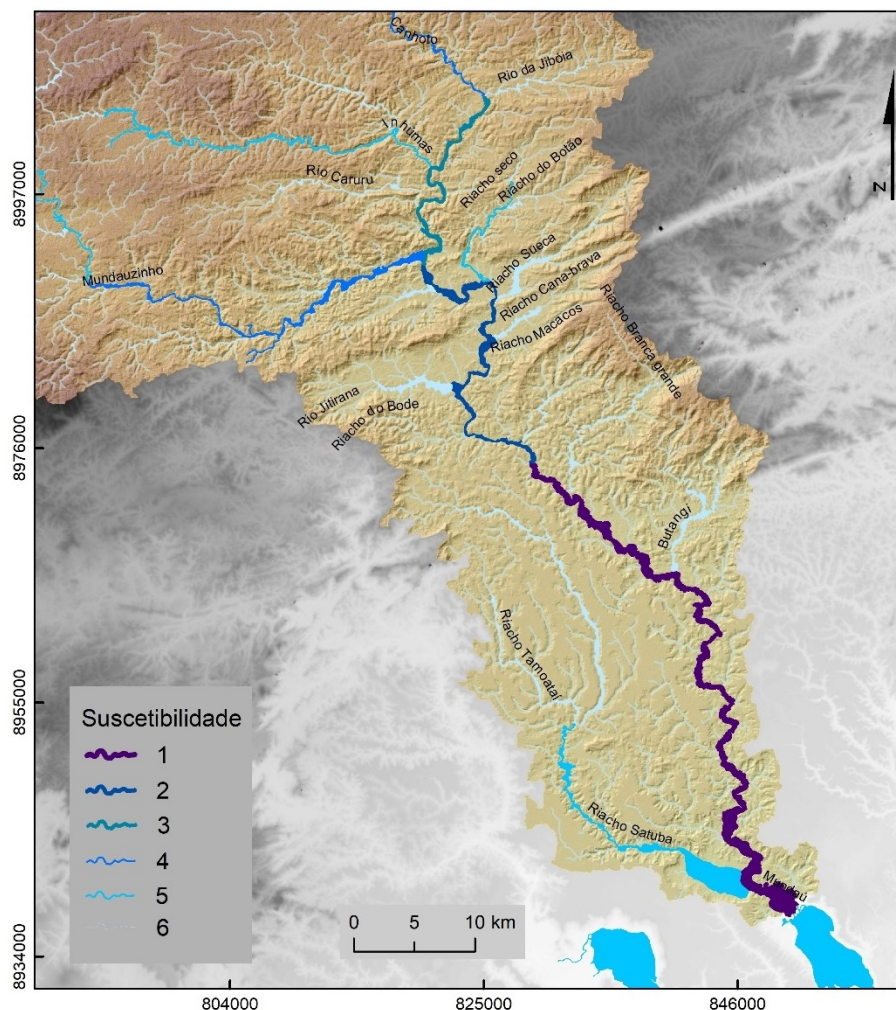 Canhoto
Rio da Jiboia
Inhúmas
Riacho seco
Riacho do Botão
Rio Caruru
Riacho Sueca
Mundauzinho
Riacho Cana-brava
Riacho Macacos
Riacho Branca grande
Rio Jitirana
Riacho do Bode
Butangi
Riacho Tamoataí
Riacho Satuba
Mundaú
N
8997000
8976000
8955000
8934000
Suscetibilidade
1
2
3
4
5
6
0 5 10 km
804000 825000 846000